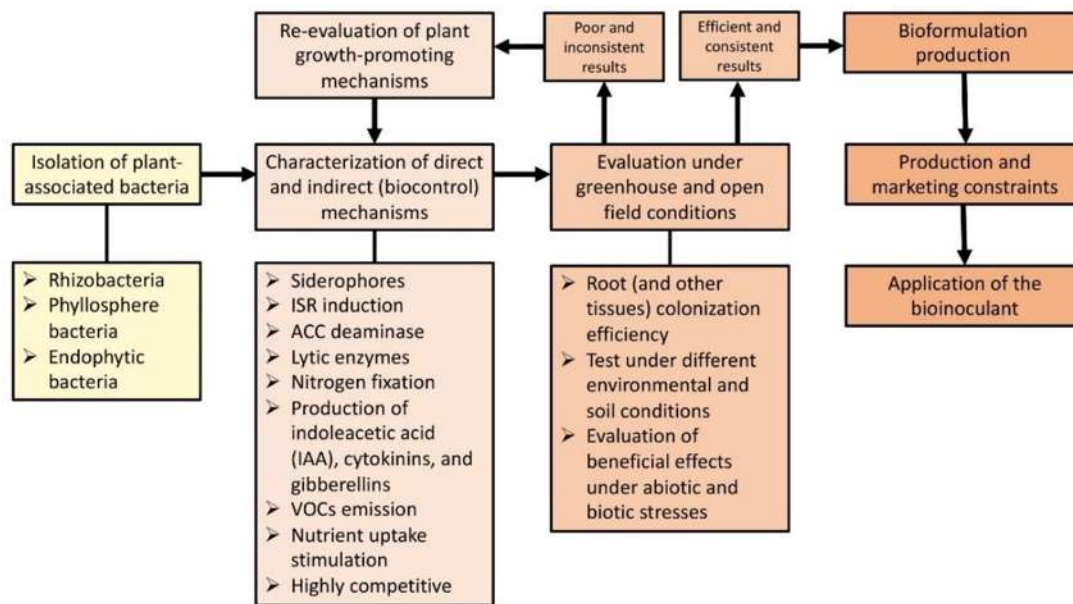 Re-evaluation of plant
growth-promoting
mechanisms
Poor and
inconsistent
results
Efficient and
consistent
results
Bioformulation
production
Isolation of plant-
associated bacteria
Characterization of direct
and indirect (biocontrol)
mechanisms
Evaluation under
greenhouse and open
field conditions
Production and
marketing constraints
➢ Rhizobacteria
➢ Phyllosphere
bacteria
➢ Endophytic
bacteria
➢ Siderophores
➢ ISR induction
➢ ACC deaminase
➢ Lytic enzymes
➢ Nitrogen fixation
➢ Production of
indoleacetic acid
(IAA), cytokinins, and
gibberellins
➢ VOCs emission
➢ Nutrient uptake
stimulation
➢ Highly competitive
➢ Root (and other
tissues) colonization
efficiency
➢ Test under different
environmental and
soil conditions
➢ Evaluation of
beneficial effects
under abiotic and
biotic stresses
Application of the
bioinoculant